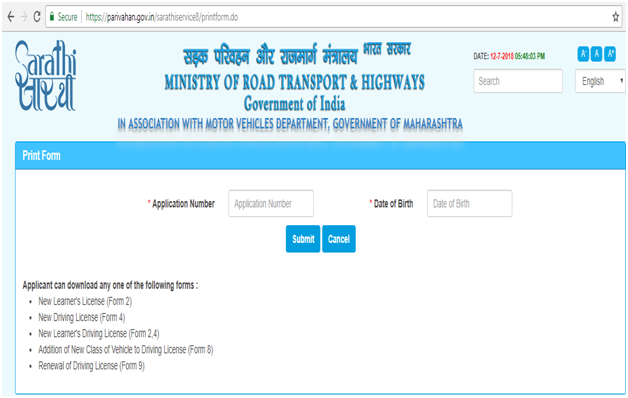 Secure | https://parivahan.gov.in/sarathiservice8/printform.do
Sarathi
सारथी
सड़क परिवहन और राजमार्ग मंत्रालय भारत सरकार
MINISTRY OF ROAD TRANSPORT & HIGHWAYS
Government of India
IN ASSOCIATION WITH MOTOR VEHICLES DEPARTMENT, GOVERNMENT OF MAHARASHTRA
DATE: 12-7-2018 05:48:03 PM
A- A A+
Search
English
Print Form
* Application Number Application Number * Date of Birth Date of Birth
Submit Cancel
Applicant can download any one of the following forms :
• New Learner's License (Form 2)
• New Driving License (Form 4)
• New Learner's Driving License (Form 2,4)
• Addition of New Class of Vehicle to Driving License (Form 8)
• Renewal of Driving License (Form 9)